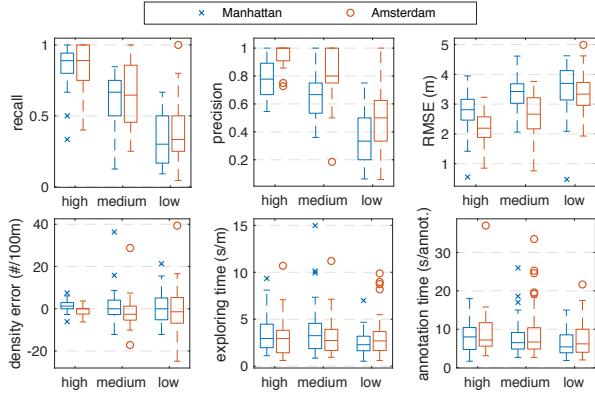 Manhattan Amsterdam
recall
1
0.5
0
high medium low
precision
1
0.8
0.6
0.4
0.2
high medium low
RMSE (m)
5
4
3
2
1
high medium low
density error (#/100m)
40
20
0
-20
high medium low
exploring time (s/m)
15
10
5
0
high medium low
annotation time (s/annot.)
40
30
20
10
0
high medium low